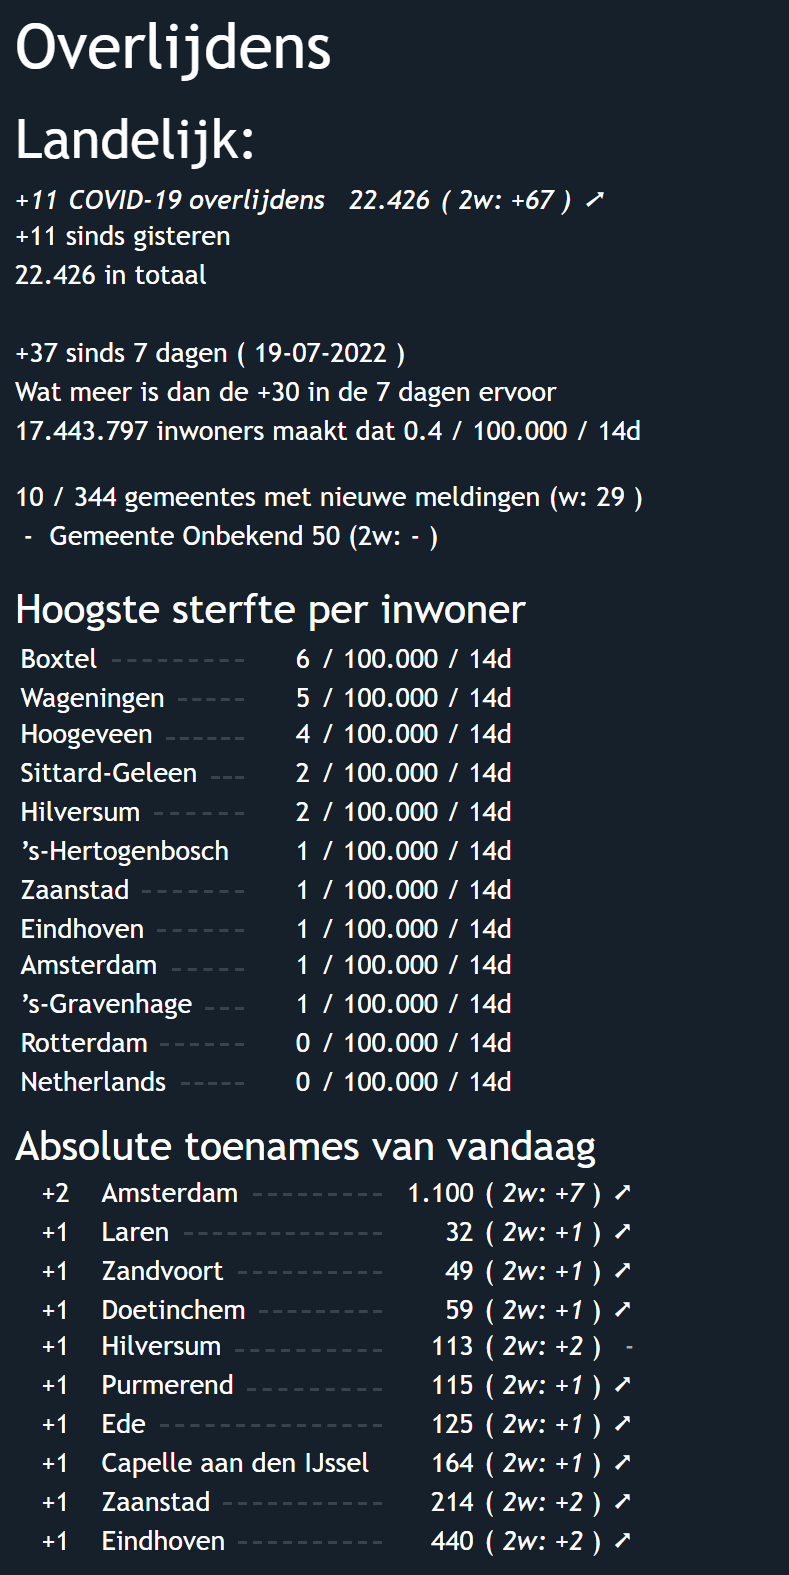 Overlijdens
Landelijk:
+11 COVID-19 overlijdens 22.426 ( 2w: +67 ) ➚
+11 sinds gisteren
22.426 in totaal
+37 sinds 7 dagen ( 19-07-2022 )
Wat meer is dan de +30 in de 7 dagen ervoor
17.443.797 inwoners maakt dat 0.4 / 100.000 / 14d
10 / 344 gemeentes met nieuwe meldingen (w: 29 )
- Gemeente Onbekend 50 (2w: - )
Hoogste sterfte per inwoner
Boxtel --------- 6 / 100.000 / 14d
Wageningen ----- 5 / 100.000 / 14d
Hoogeveen ------ 4 / 100.000 / 14d
Sittard-Geleen --- 2 / 100.000 / 14d
Hilversum ------ 2 / 100.000 / 14d
’s-Hertogenbosch 1 / 100.000 / 14d
Zaanstad ------- 1 / 100.000 / 14d
Eindhoven ------ 1 / 100.000 / 14d
Amsterdam ----- 1 / 100.000 / 14d
’s-Gravenhage --- 1 / 100.000 / 14d
Rotterdam ------ 0 / 100.000 / 14d
Netherlands ----- 0 / 100.000 / 14d
Absolute toenames van vandaag
+2 Amsterdam --------- 1.100 ( 2w: +7 ) ➚
+1 Laren ------------- 32 ( 2w: +1 ) ➚
+1 Zandvoort ---------- 49 ( 2w: +1 ) ➚
+1 Doetinchem -------- 59 ( 2w: +1 ) ➚
+1 Hilversum ---------- 113 ( 2w: +2 ) -
+1 Purmerend --------- 115 ( 2w: +1 ) ➚
+1 Ede -------------- 125 ( 2w: +1 ) ➚
+1 Capelle aan den IJssel 164 ( 2w: +1 ) ➚
+1 Zaanstad ----------- 214 ( 2w: +2 ) ➚
+1 Eindhoven ---------- 440 ( 2w: +2 ) ➚